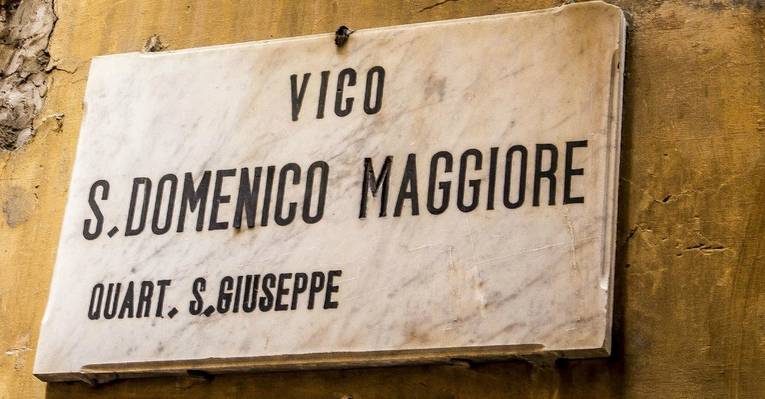 VICO
S. DOMENICO MAGGIORE
QUART. S. GIUSEPPE